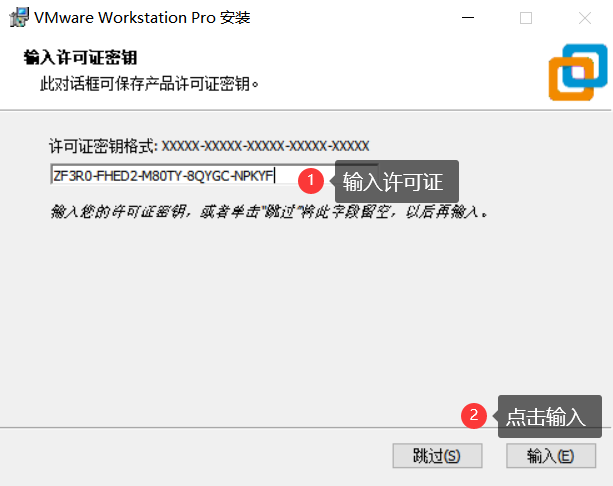 VMware Workstation Pro 安装
输入许可证密钥
此对话框可保存产品许可证密钥。
许可证密钥格式: XXXXX-XXXXX-XXXXX-XXXXX-XXXXX
ZF3R0-FHED2-M80TY-8QYGC-NPKYF
1 输入许可证
输入您的许可证密钥，或者单击"跳过"将此字段留空，以后再输入。
2 点击输入
跳过(S) 输入(E)